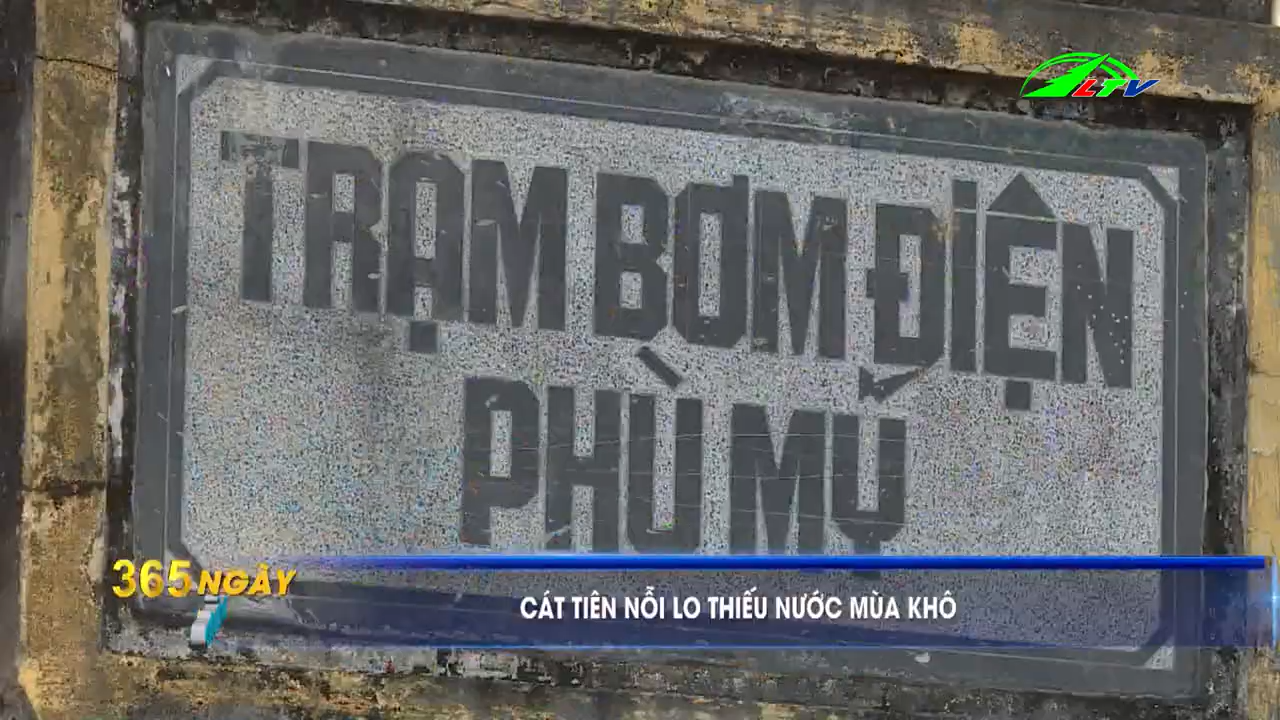 LTV
TRẠM BƠM ĐIỆN
PHÙ MỸ
365 NGÀY
CÁT TIÊN NỖI LO THIẾU NƯỚC MÙA KHÔ